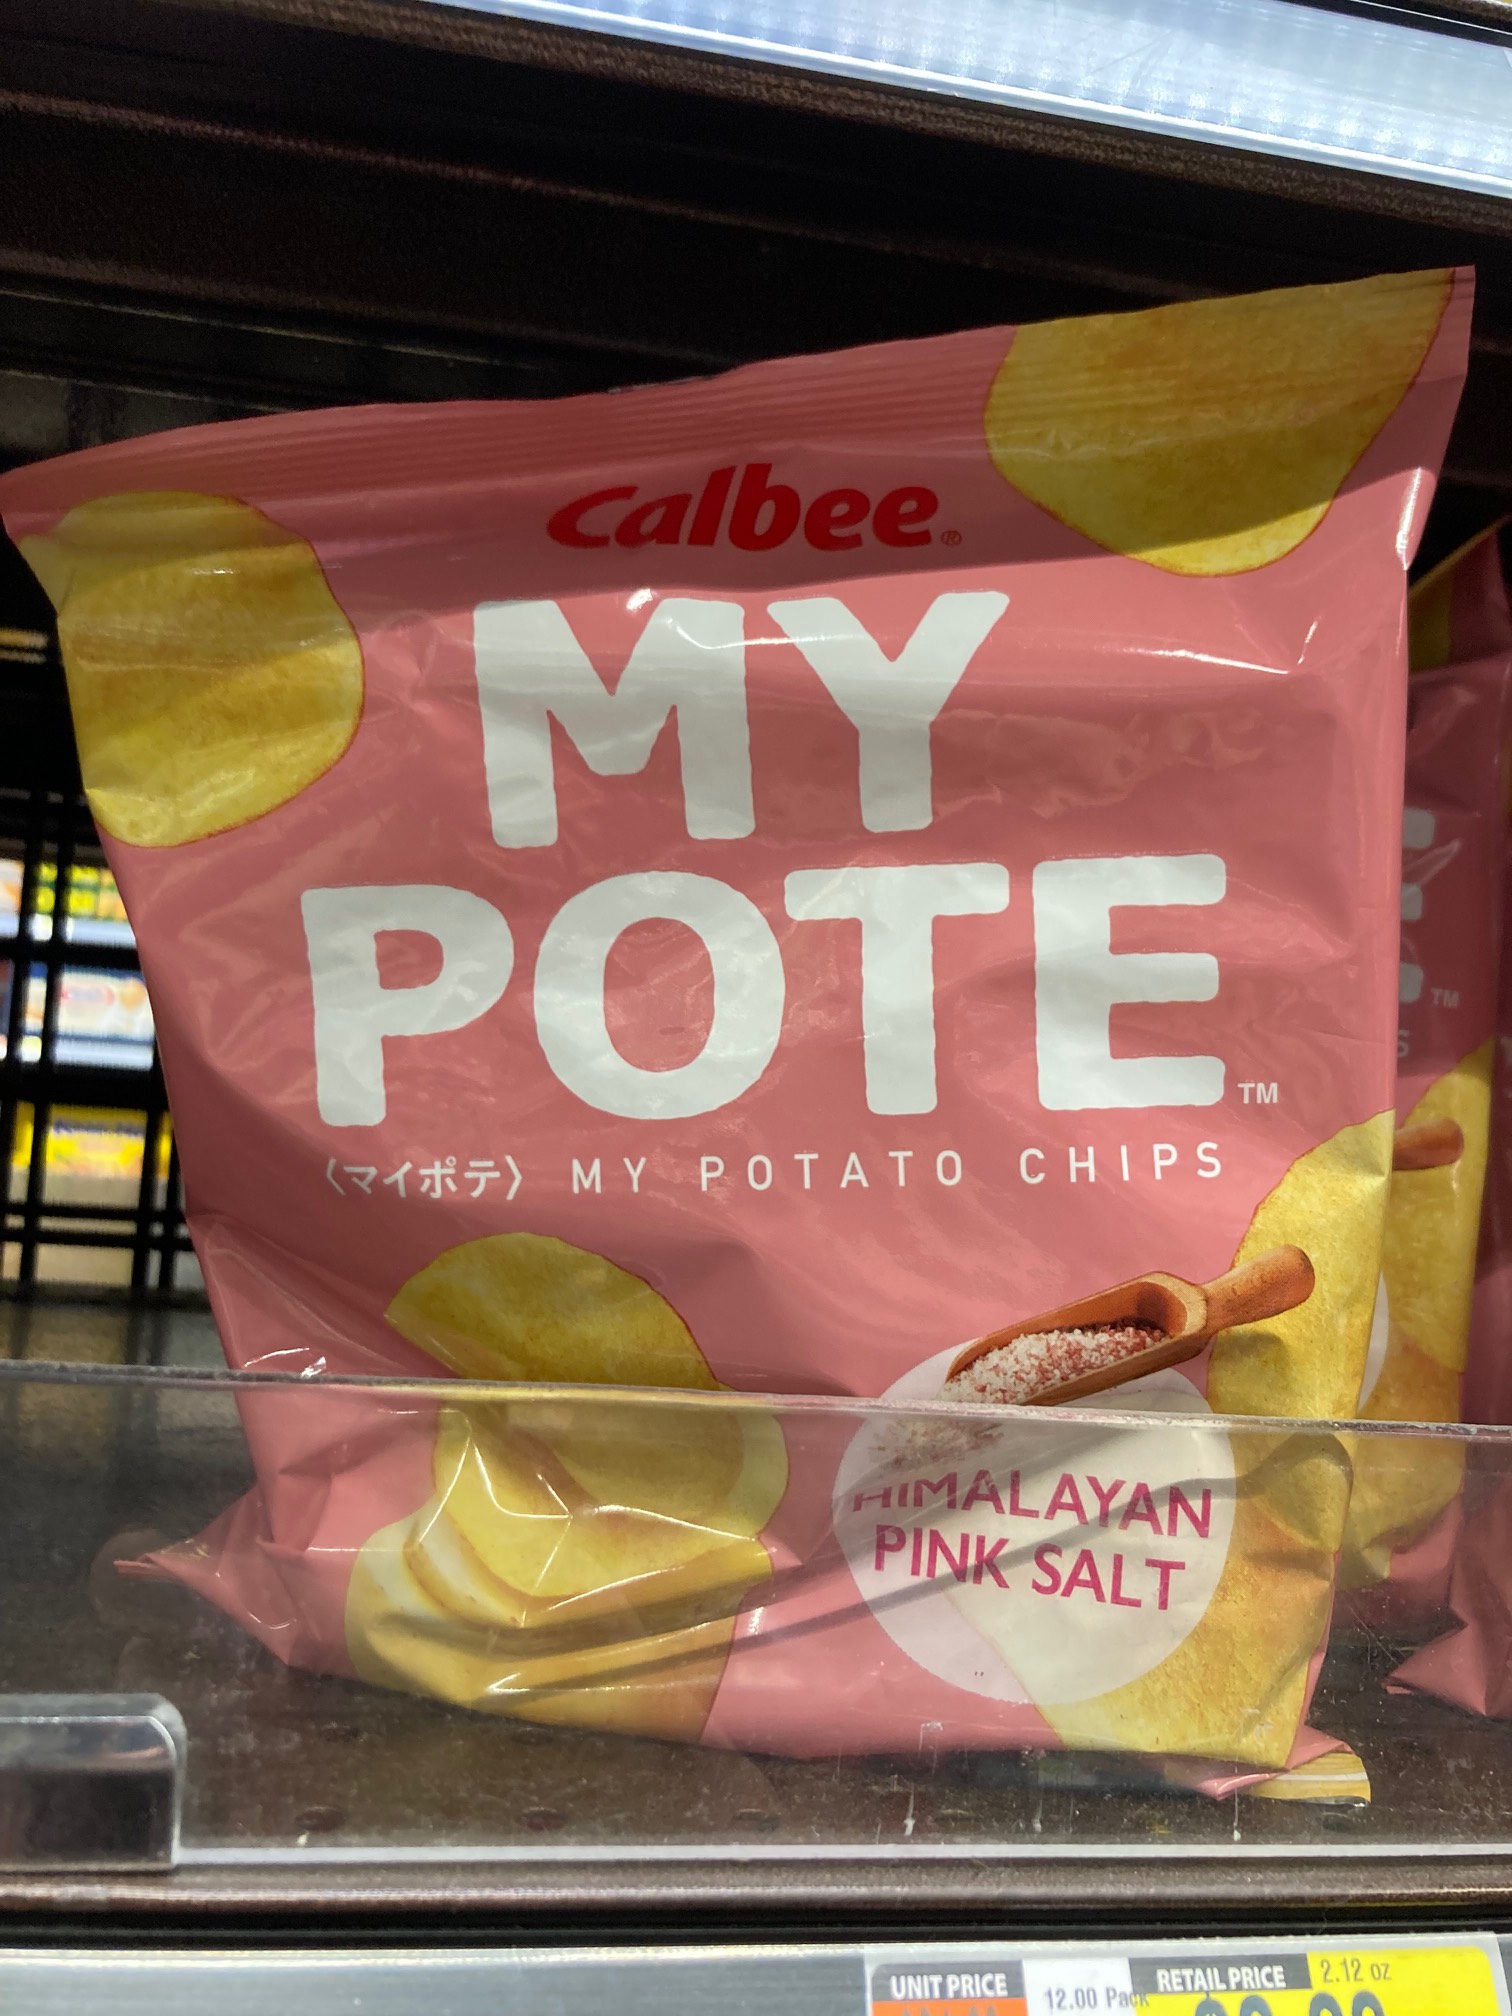 Calbee®
MY
POTE™
〈マイポテ〉 MY POTATO CHIPS
HIMALAYAN
PINK SALT
TM
S
UNIT PRICE
12.00 Pack
RETAIL PRICE
2.12 OZ